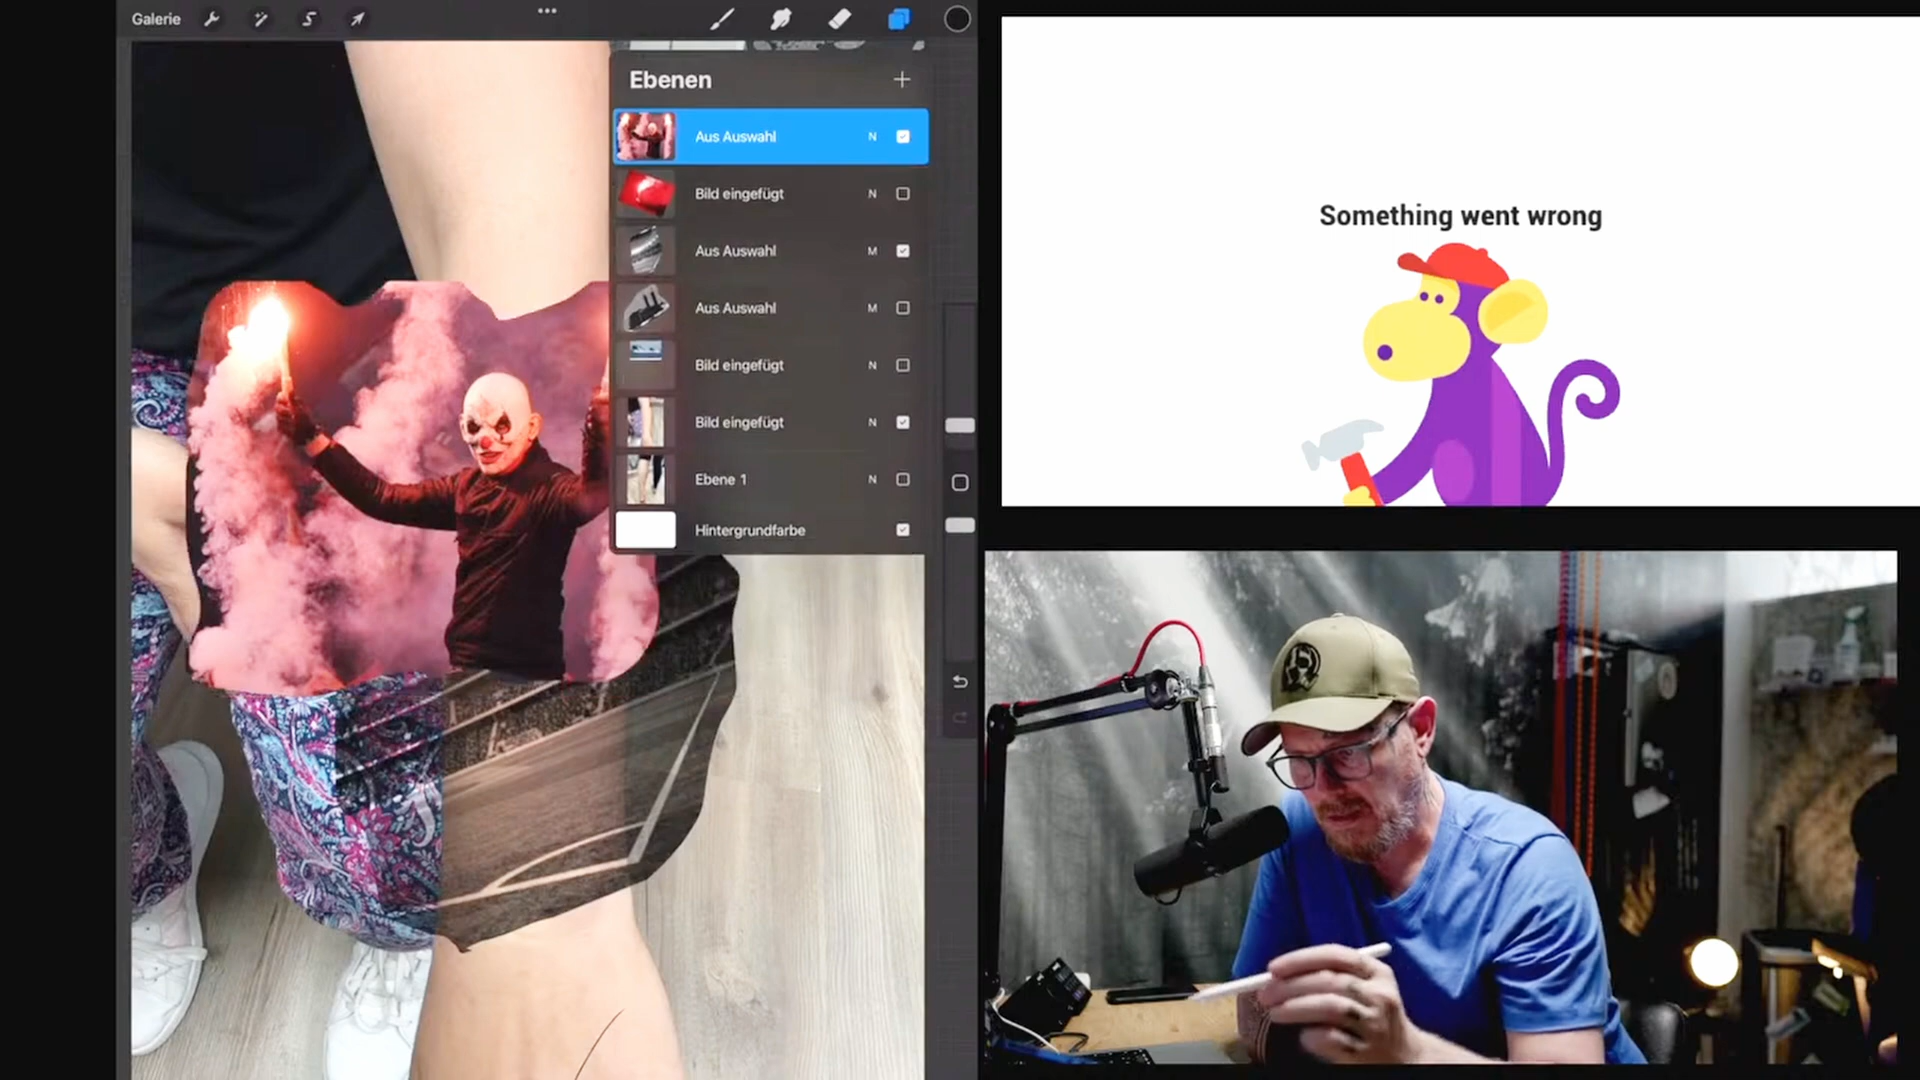 Galerie
Ebenen
Aus Auswahl N
Bild eingefügt N
Aus Auswahl M
Aus Auswahl M
Bild eingefügt N
Bild eingefügt N
Ebene 1 N
Hintergrundfarbe
Something went wrong